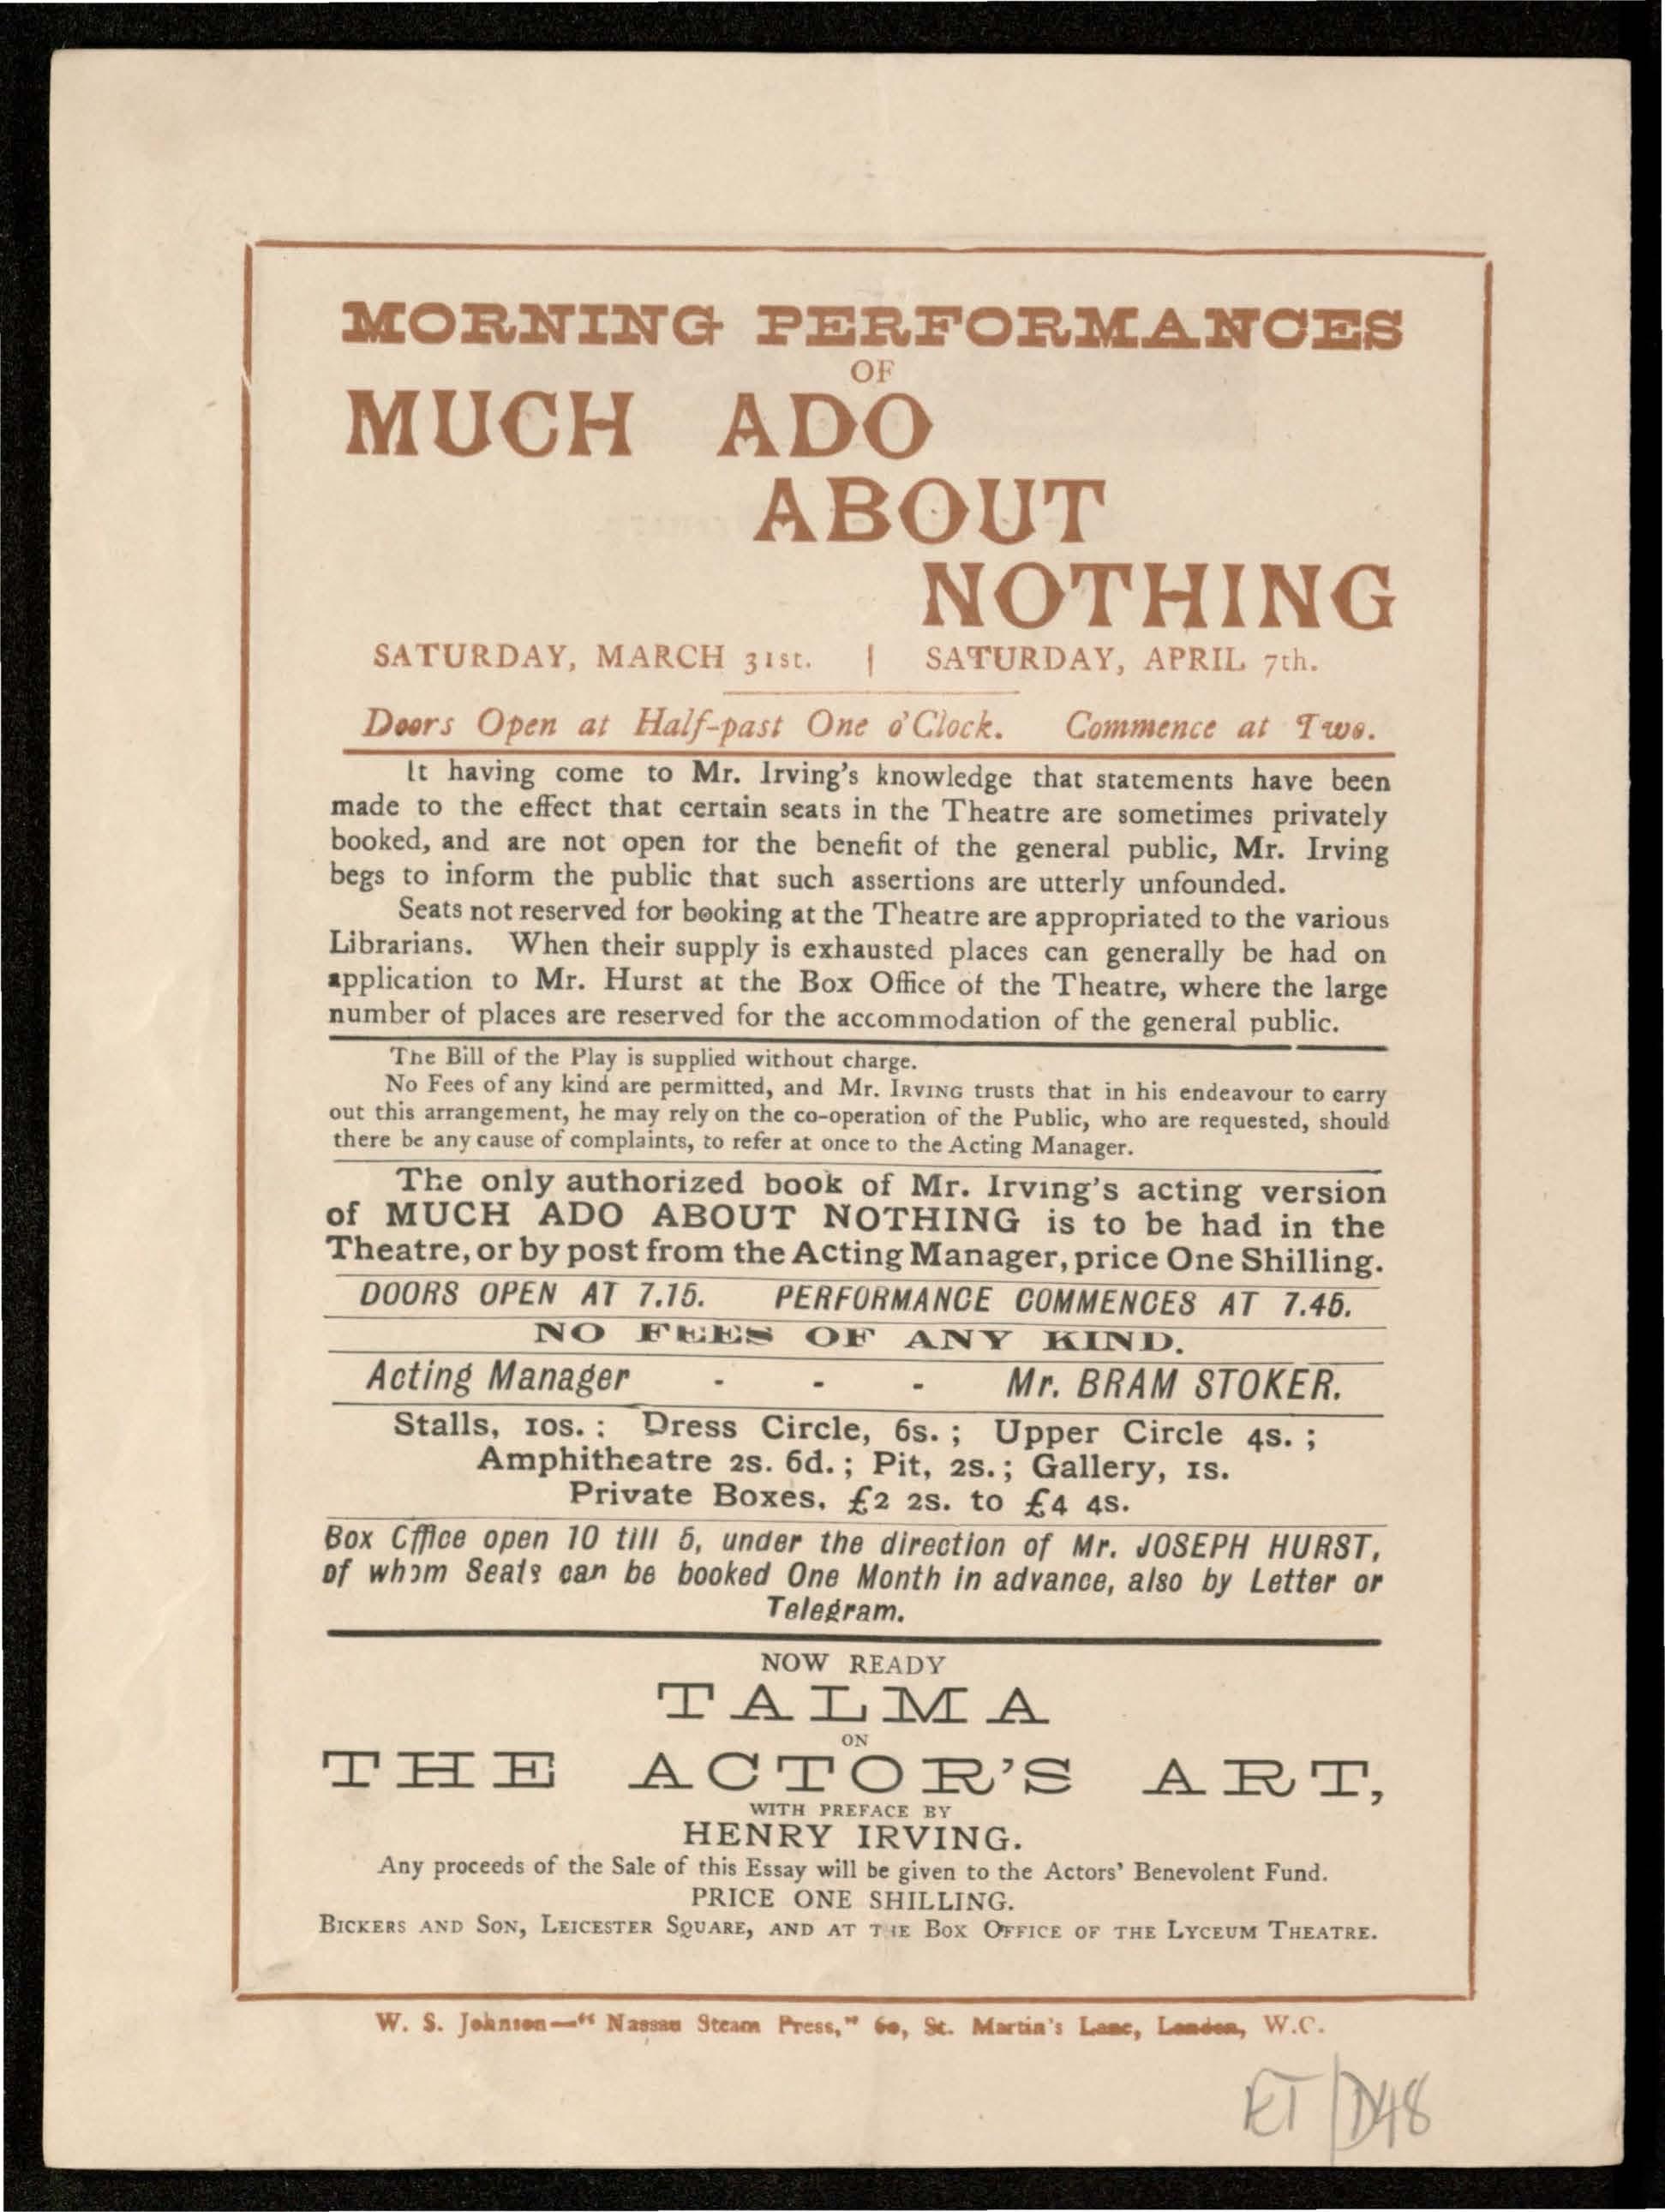 MORNING PERFORMANCES
OF
MUCH ADO
ABOUT
NOTHING
SATURDAY, MARCH 31st. | SATURDAY, APRIL 7th.
Doors Open at Half-past One o'Clock. Commence at Two.
It having come to Mr. Irving's knowledge that statements have been
made to the effect that certain seats in the Theatre are sometimes privately
booked, and are not open for the benefit of the general public, Mr. Irving
begs to inform the public that such assertions are utterly unfounded.
Seats not reserved for booking at the Theatre are appropriated to the various
Librarians. When their supply is exhausted places can generally be had on
application to Mr. Hurst at the Box Office of the Theatre, where the large
number of places are reserved for the accommodation of the general public.
The Bill of the Play is supplied without charge.
No Fees of any kind are permitted, and Mr. IRVING trusts that in his endeavour to carry
out this arrangement, he may rely on the co-operation of the Public, who are requested, should
there be any cause of complaints, to refer at once to the Acting Manager.
The only authorized book of Mr. Irving's acting version
of MUCH ADO ABOUT NOTHING is to be had in the
Theatre, or by post from the Acting Manager, price One Shilling.
DOORS OPEN AT 7.15. PERFORMANCE COMMENCES AT 7.45.
NO FEES OF ANY KIND.
Acting Manager - - - Mr. BRAM STOKER.
Stalls, 10s. : Dress Circle, 6s. ; Upper Circle 4s. ;
Amphitheatre 2s. 6d. ; Pit, 2s. ; Gallery, 1s.
Private Boxes, £2 2s. to £4 4s.
Box Office open 10 till 5, under the direction of Mr. JOSEPH HURST,
of whom Seats can be booked One Month in advance, also by Letter or
Telegram.
NOW READY
TALMA
ON
THE ACTOR'S ART,
WITH PREFACE BY
HENRY IRVING.
Any proceeds of the Sale of this Essay will be given to the Actors' Benevolent Fund.
PRICE ONE SHILLING.
BICKERS AND SON, LEICESTER SQUARE, AND AT THE BOX OFFICE OF THE LYCEUM THEATRE.
W. S. Johnson—"Nassau Steam Press," 60, St. Martin's Lane, London, W.C.
ET/D48